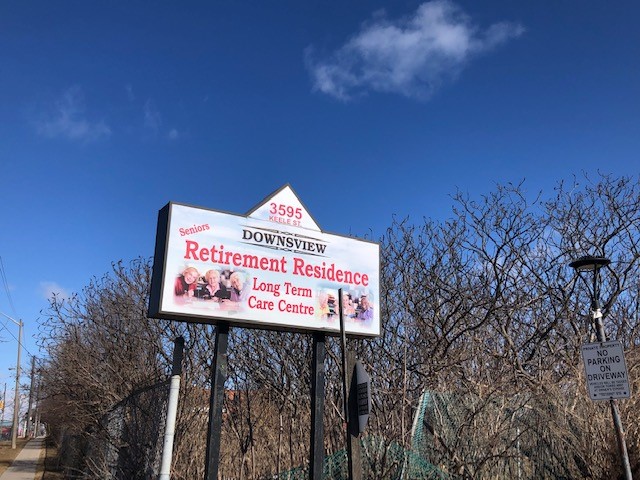 3595
KEELE ST.
DOWNSVIEW
Seniors
Retirement Residence
Long Term
Care Centre
NO
PARKING
ON
DRIVEWAY